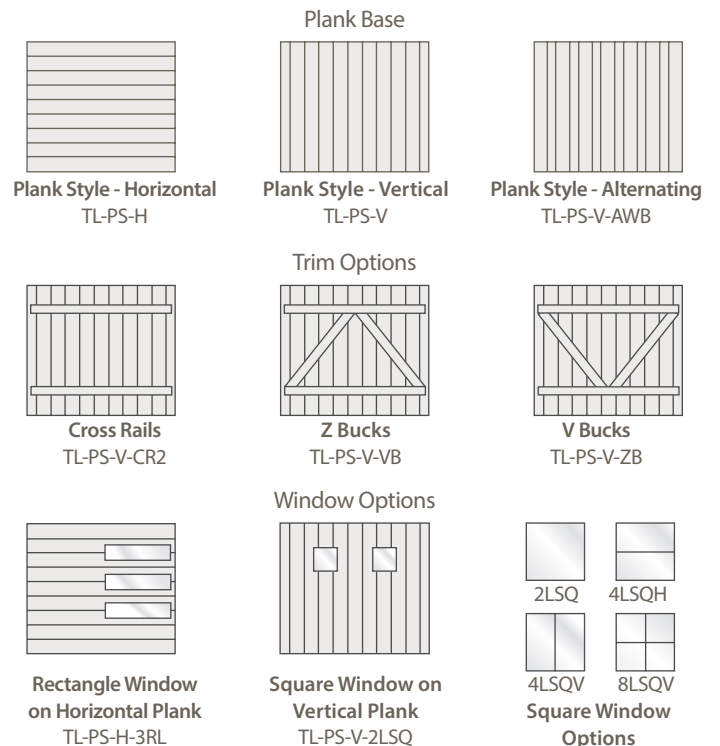 Plank Base
Plank Style - Horizontal
TL-PS-H
Plank Style - Vertical
TL-PS-V
Plank Style - Alternating
TL-PS-V-AWB
Trim Options
Cross Rails
TL-PS-V-CR2
Z Bucks
TL-PS-V-VB
V Bucks
TL-PS-V-ZB
Window Options
Rectangle Window
on Horizontal Plank
TL-PS-H-3RL
Square Window on
Vertical Plank
TL-PS-V-2LSQ
2LSQ
4LSQH
4LSQV
8LSQV
Square Window
Options